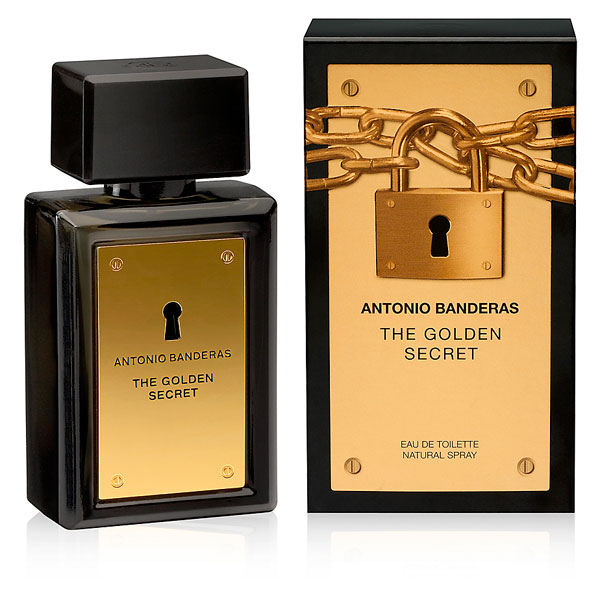 ANTONIO BANDERAS
THE GOLDEN
SECRET
ANTONIO BANDERAS
THE GOLDEN
SECRET
EAU DE TOILETTE
NATURAL SPRAY